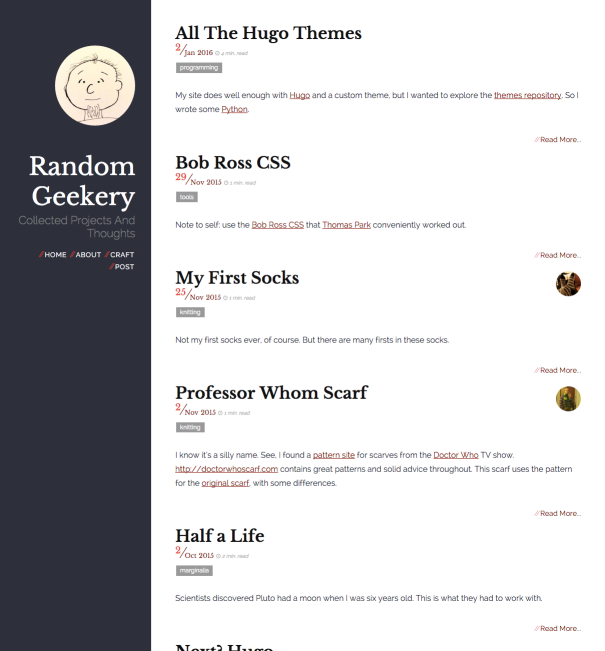 Random
Geekery
Collected Projects And
Thoughts
//HOME //ABOUT //CRAFT
//POST
All The Hugo Themes
2/Jan 2016 4 min. read
programming
My site does well enough with Hugo and a custom theme, but I wanted to explore the themes repository. So I
wrote some Python.
//Read More...
Bob Ross CSS
29/Nov 2015 1 min. read
tools
Note to self: use the Bob Ross CSS that Thomas Park conveniently worked out.
//Read More...
My First Socks
25/Nov 2015 1 min. read
knitting
Not my first socks ever, of course. But there are many firsts in these socks.
//Read More...
Professor Whom Scarf
2/Nov 2015 1 min. read
knitting
I know it's a silly name. See, I found a pattern site for scarves from the Doctor Who TV show.
http://doctorwhoscarf.com contains great patterns and solid advice throughout. This scarf uses the pattern
for the original scarf, with some differences.
//Read More...
Half a Life
2/Oct 2015 2 min. read
marginalia
Scientists discovered Pluto had a moon when I was six years old. This is what they had to work with.
//Read More...
Next? Hugo